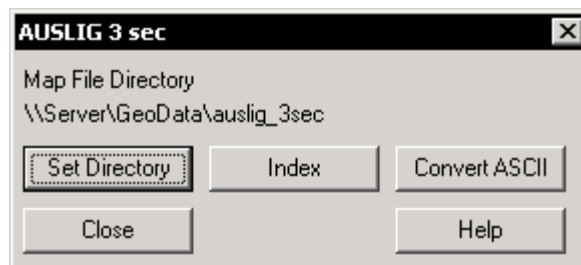 AUSLIG 3 sec
Map File Directory
\\Server\GeoData\auslig_3sec
Set Directory Index Convert ASCII
Close Help